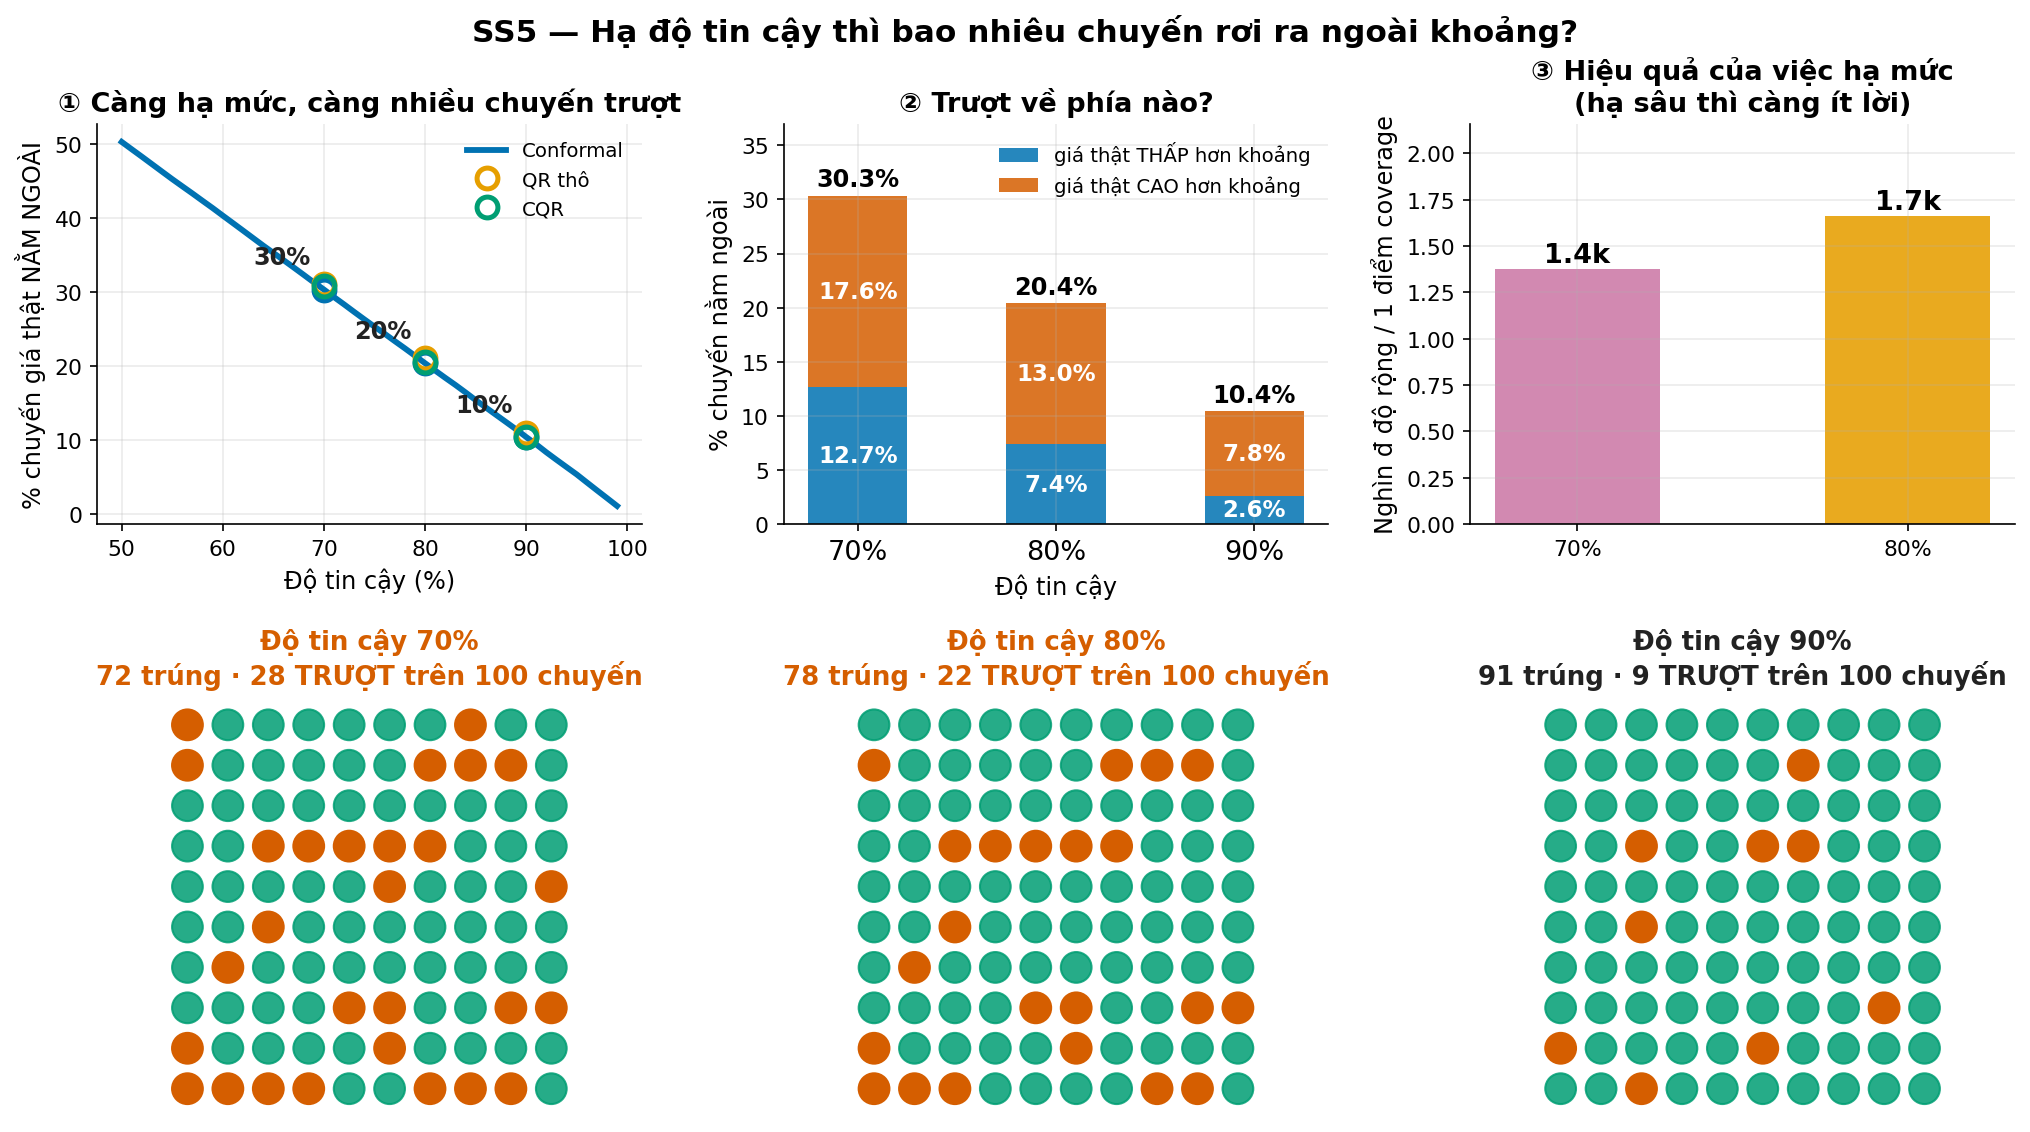 SS5 — Hạ độ tin cậy thì bao nhiêu chuyến rơi ra ngoài khoảng?
① Càng hạ mức, càng nhiều chuyến trượt
% chuyến giá thật NẰM NGOÀI
50
40
30
20
10
0
Conformal
QR thô
CQR
30%
20%
10%
50 60 70 80 90 100
Độ tin cậy (%)
② Trượt về phía nào?
% chuyến nằm ngoài
35
30
25
20
15
10
5
0
giá thật THẤP hơn khoảng
giá thật CAO hơn khoảng
30.3%
17.6%
12.7%
20.4%
13.0%
7.4%
10.4%
7.8%
2.6%
70% 80% 90%
Độ tin cậy
③ Hiệu quả của việc hạ mức
(hạ sâu thì càng ít lời)
Nghìn đ độ rộng / 1 điểm coverage
2.00
1.75
1.50
1.25
1.00
0.75
0.50
0.25
0.00
1.4k
1.7k
70% 80%
Độ tin cậy 70%
72 trúng · 28 TRƯỢT trên 100 chuyến
Độ tin cậy 80%
78 trúng · 22 TRƯỢT trên 100 chuyến
Độ tin cậy 90%
91 trúng · 9 TRƯỢT trên 100 chuyến